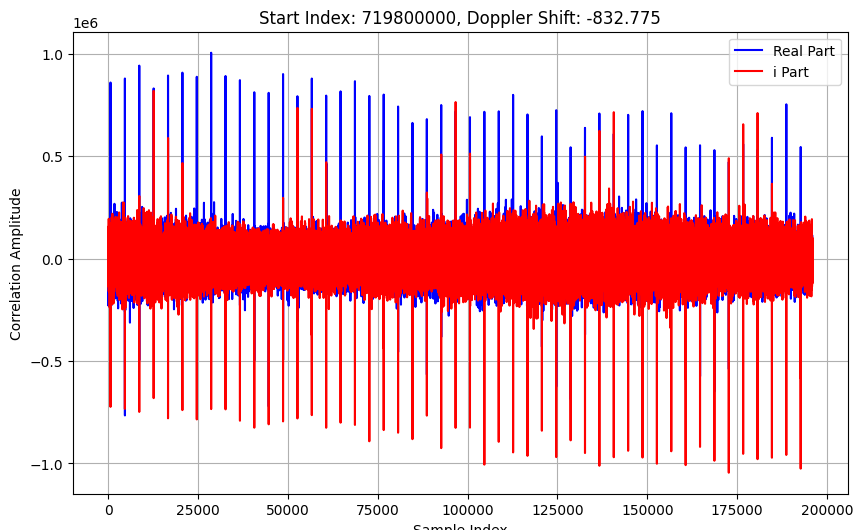 Start Index: 719800000, Doppler Shift: -832.775
1e6
Real Part
i Part
1.0
0.5
0.0
−0.5
−1.0
Correlation Amplitude
0 25000 50000 75000 100000 125000 150000 175000 200000
Sample Index